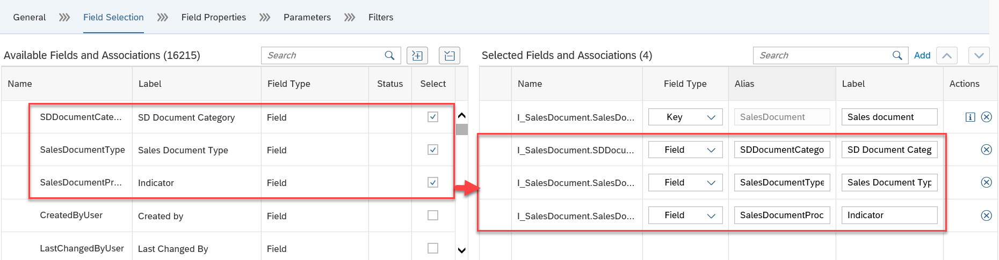 General Field Selection Field Properties Parameters Filters
Available Fields and Associations (16215) Search
Name Label Field Type Status Select
SDDocumentCate... SD Document Category Field
SalesDocumentType Sales Document Type Field
SalesDocumentPr... Indicator Field
CreatedByUser Created by Field
LastChangedByUser Last Changed By Field
Selected Fields and Associations (4) Search Add
Name Field Type Alias Label Actions
I_SalesDocument.SalesDo... Key SalesDocument Sales document
I_SalesDocument.SDDocu... Field SDDocumentCatego SD Document Categ
I_SalesDocument.SalesDo... Field SalesDocumentType Sales Document Typ
I_SalesDocument.SalesDo... Field SalesDocumentProc Indicator